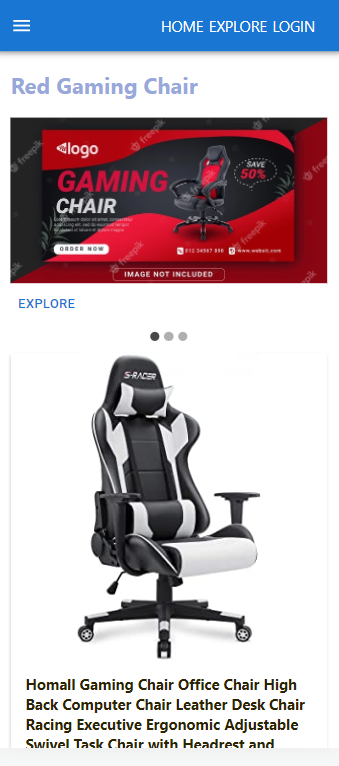 HOME EXPLORE LOGIN
Red Gaming Chair
freepik
logo
GAMING
CHAIR
SAVE
50%
ORDER NOW
012 34567 890 www.websit.com
IMAGE NOT INCLUDED
EXPLORE
S-RACER
Homall Gaming Chair Office Chair High
Back Computer Chair Leather Desk Chair
Racing Executive Ergonomic Adjustable
Swivel Task Chair with Headrest and